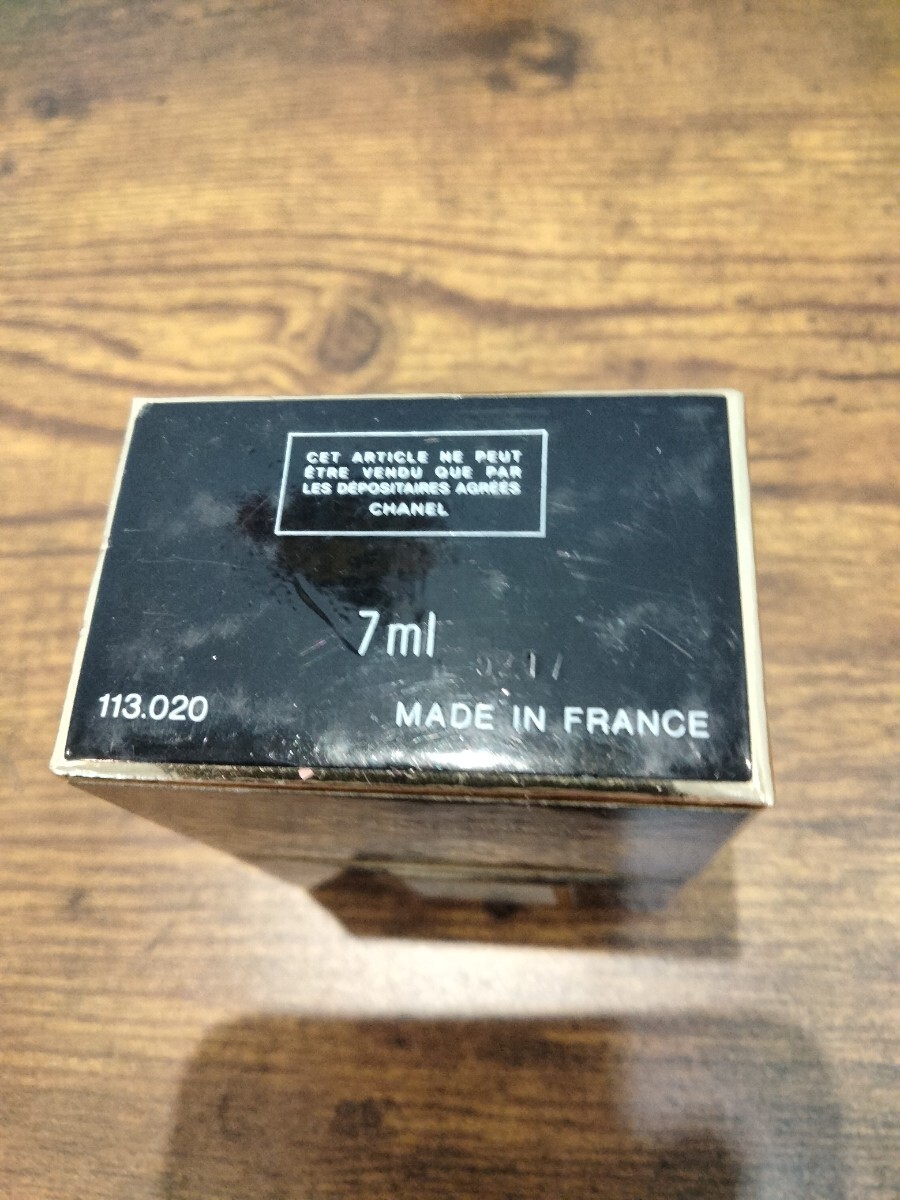 CET ARTICLE NE PEUT
ÊTRE VENDU QUE PAR
LES DÉPOSITAIRES AGRÉÉS
CHANEL
7ml
113.020
MADE IN FRANCE